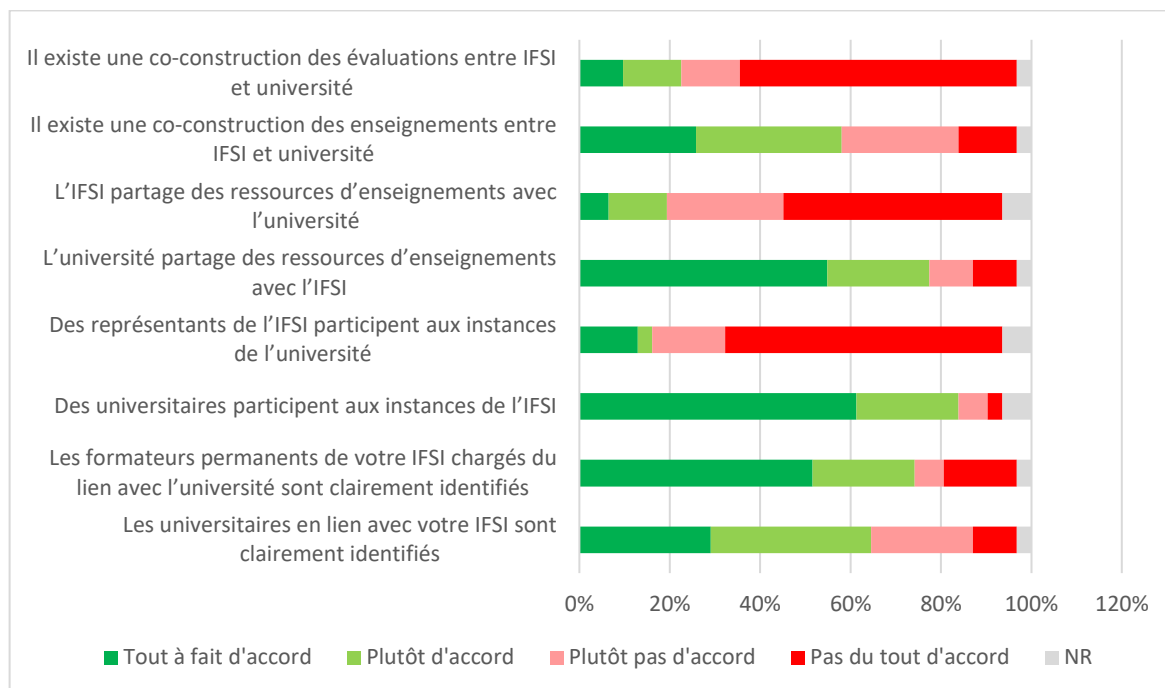 Il existe une co-construction des évaluations entre IFSI
et université
Il existe une co-construction des enseignements entre
IFSI et université
L’IFSI partage des ressources d’enseignements avec
l’université
L’université partage des ressources d’enseignements
avec l’IFSI
Des représentants de l’IFSI participent aux instances
de l’université
Des universitaires participent aux instances de l’IFSI
Les formateurs permanents de votre IFSI chargés du
lien avec l’université sont clairement identifiés
Les universitaires en lien avec votre IFSI sont
clairement identifiés
0% 20% 40% 60% 80% 100% 120%
Tout à fait d'accord Plutôt d'accord Plutôt pas d'accord Pas du tout d'accord NR